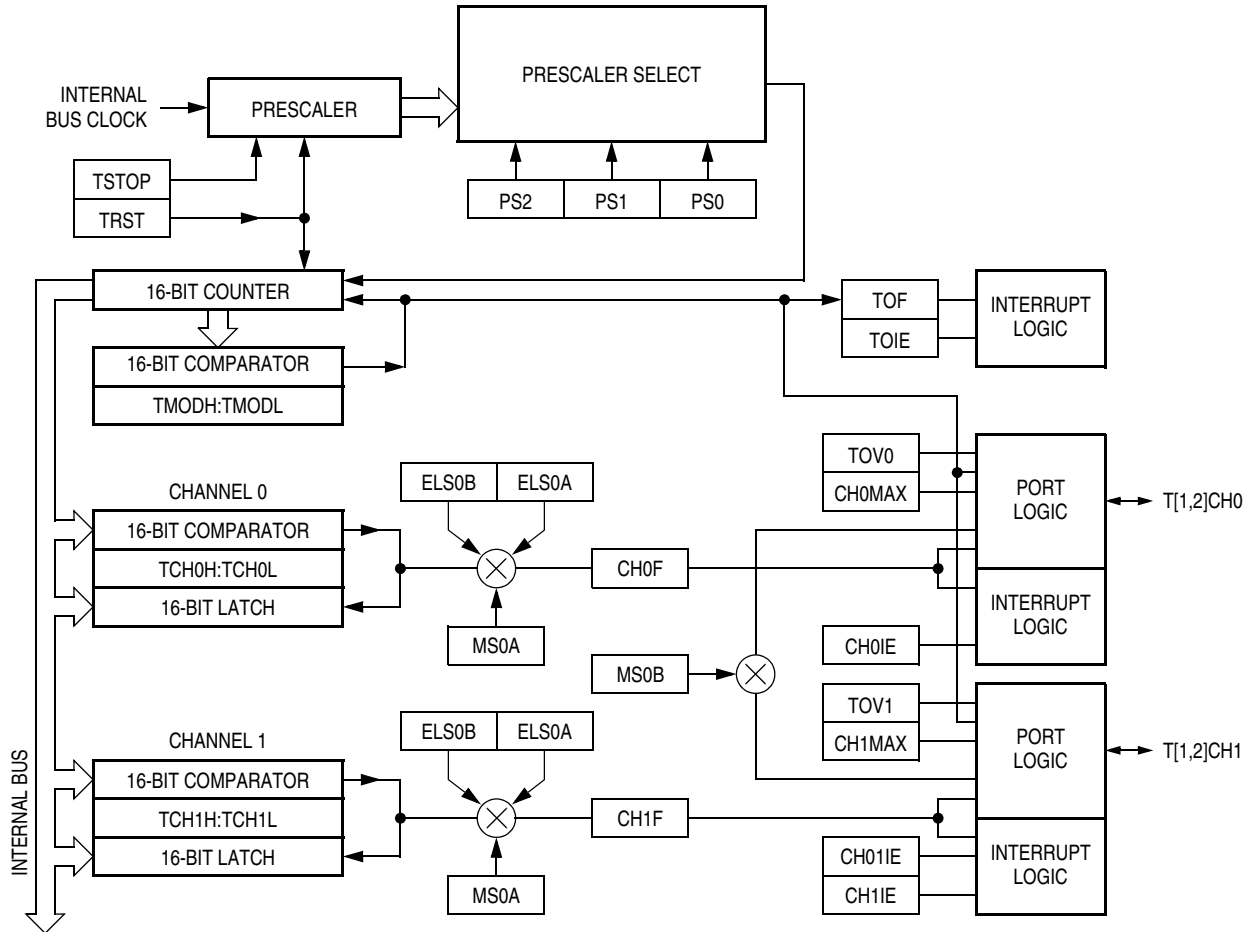 PRESCALER SELECT
INTERNAL
BUS CLOCK
PRESCALER
TSTOP
TRST
PS2
PS1
PS0
16-BIT COUNTER
16-BIT COMPARATOR
TMODH:TMODL
TOF
TOIE
INTERRUPT
LOGIC
CHANNEL 0
16-BIT COMPARATOR
TCH0H:TCH0L
16-BIT LATCH
ELS0B
ELS0A
MS0A
CH0F
TOV0
CH0MAX
PORT
LOGIC
T[1,2]CH0
INTERRUPT
LOGIC
CH0IE
MS0B
CHANNEL 1
16-BIT COMPARATOR
TCH1H:TCH1L
16-BIT LATCH
ELS0B
ELS0A
MS0A
CH1F
TOV1
CH1MAX
PORT
LOGIC
T[1,2]CH1
CH01IE
CH1IE
INTERRUPT
LOGIC
INTERNAL BUS